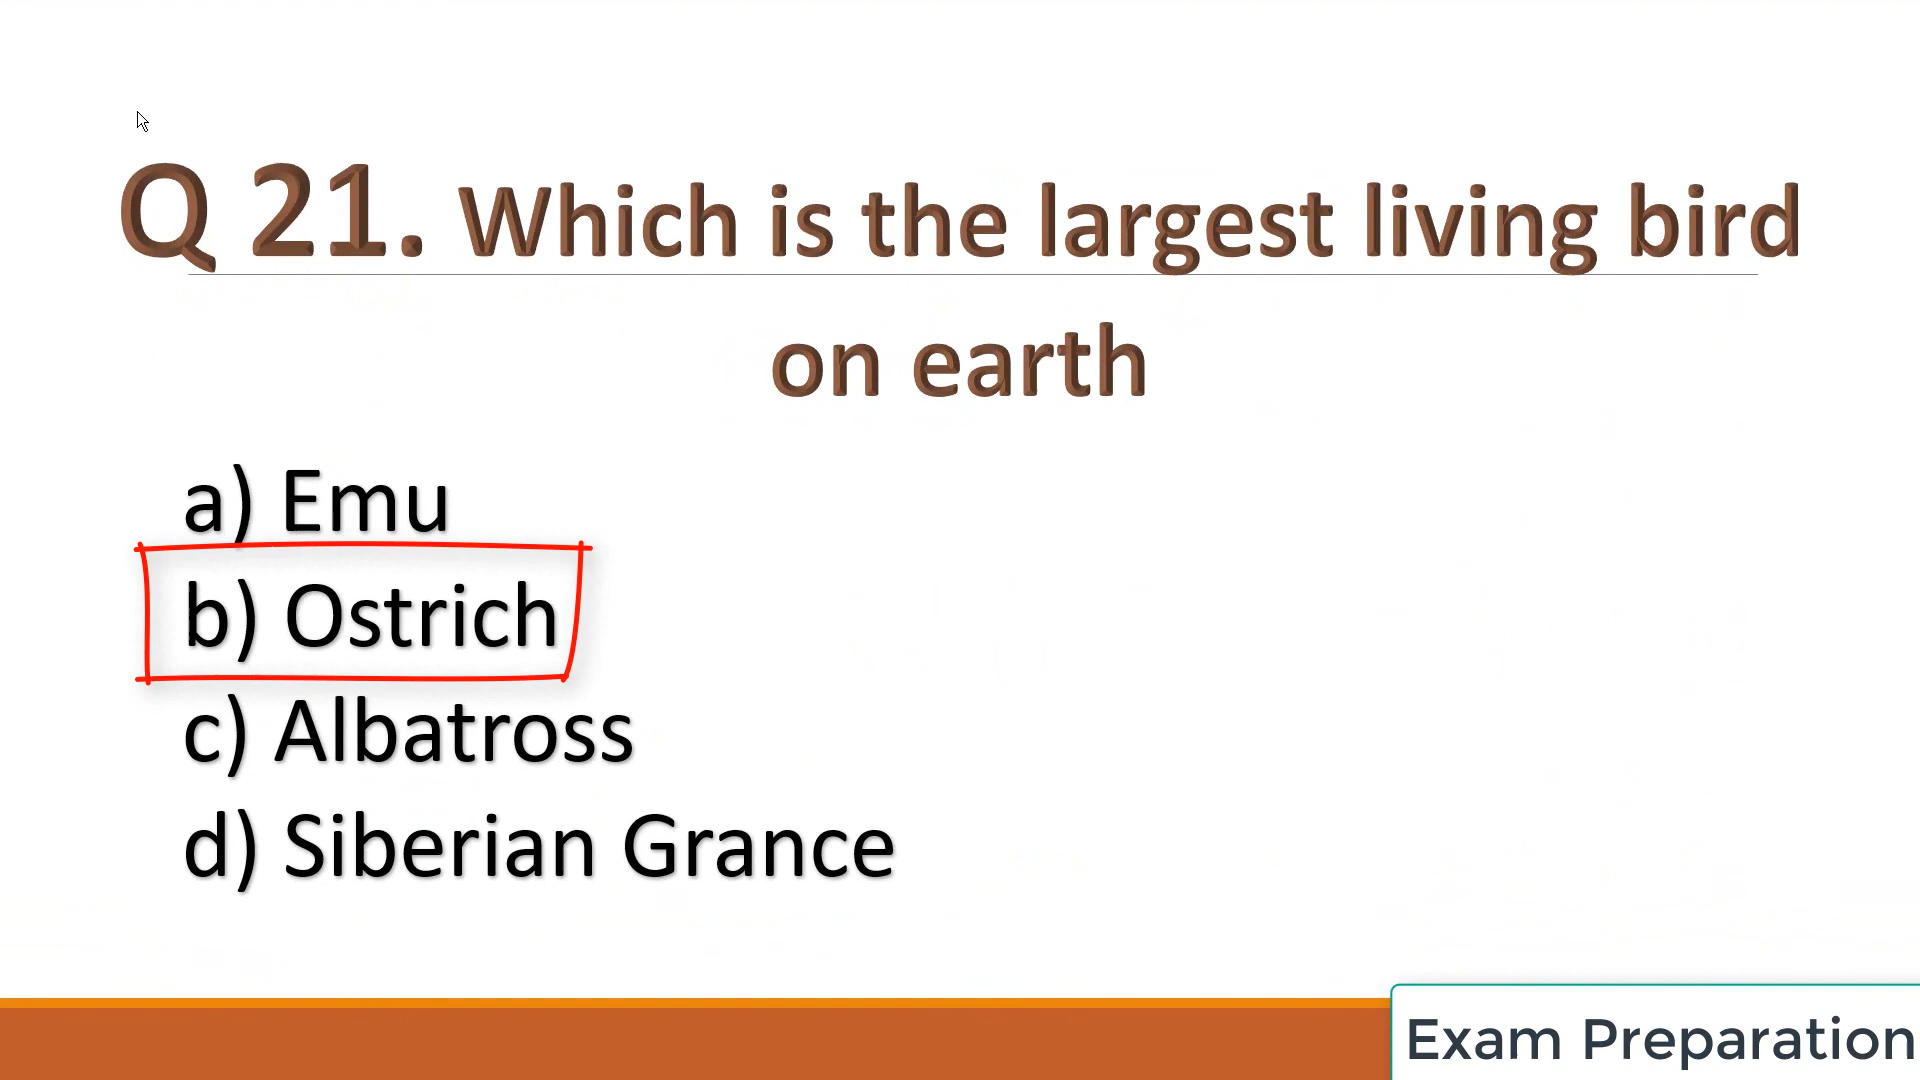 Q 21. Which is the largest living bird
on earth
a) Emu
b) Ostrich
c) Albatross
d) Siberian Grance
Exam Preparation